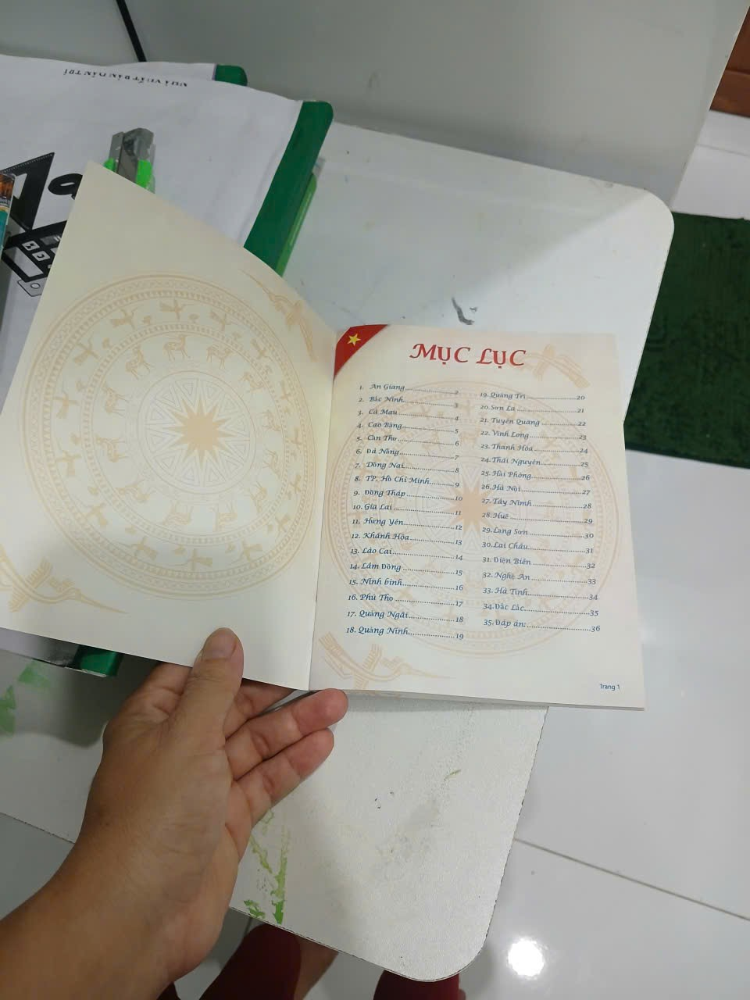 NHÀ XUẤT BẢN DÂN TRÍ
MỤC LỤC
1. An Giang..................2
2. Bắc Ninh..................3
3. Cà Mau..................4
4. Cao Bằng..................5
5. Cần Thơ..................6
6. Đà Nẵng..................7
7. Đồng Nai..................8
8. TP. Hồ Chí Minh.........9
9. Đồng Tháp..................10
10. Gia Lai..................11
11. Hưng Yên..................12
12. Khánh Hòa..................13
13. Lào Cai..................14
14. Lâm Đồng..................15
15. Ninh bình..................16
16. Phú Thọ..................17
17. Quảng Ngãi..................18
18. Quảng Ninh..................19
19. Quảng Trị..................20
20. Sơn La..................21
21. Tuyên Quang..................22
22. Vĩnh Long..................23
23. Thanh Hóa..................24
24. Thái Nguyên..................25
25. Hải Phòng..................26
26. Hà Nội..................27
27. Tây Ninh..................28
28. Huế..................29
29. Lạng Sơn..................30
30. Lai Châu..................31
31. Điện Biên..................32
32. Nghệ An..................33
33. Hà Tĩnh..................34
34. Đắc Lắc..................35
35. Đáp án:..................36
Trang 1